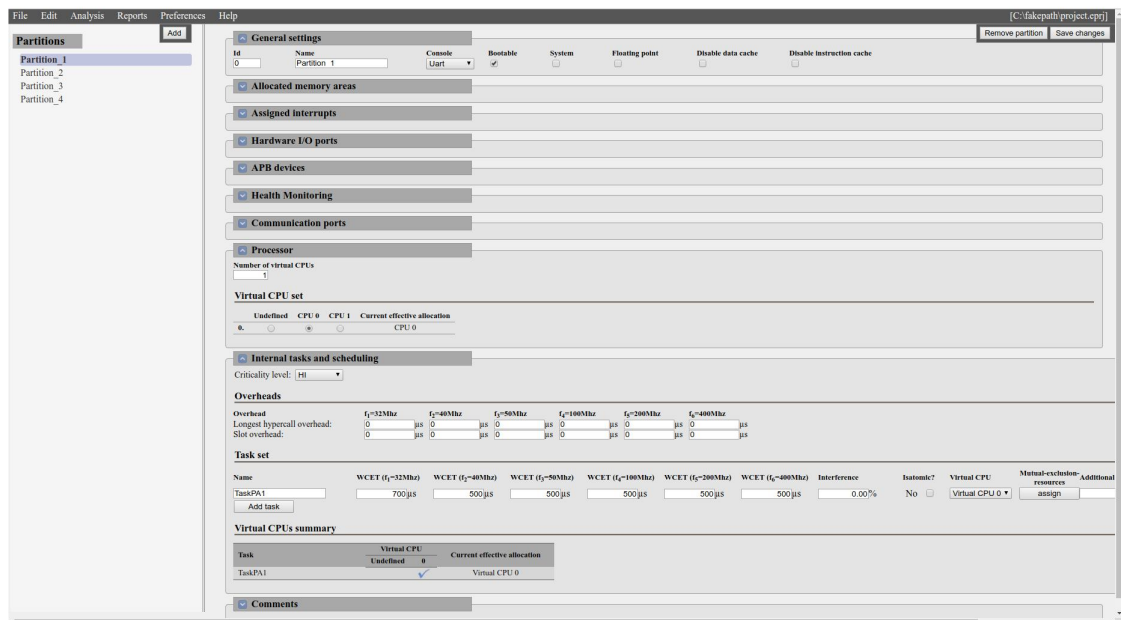 File Edit Analysis Reports Preferences Help [C:\fakepath\project.eprj]
Partitions Add
Partition_1
Partition_2
Partition_3
Partition_4
Remove partition Save changes
General settings
Id Name Console Bootable System Floating point Disable data cache Disable instruction cache
0 Partition 1 Uart
Allocated memory areas
Assigned interrupts
Hardware I/O ports
APB devices
Health Monitoring
Communication ports
Processor
Number of virtual CPUs
1
Virtual CPU set
Undefined CPU 0 CPU 1 Current effective allocation
0. CPU 0
Internal tasks and scheduling
Criticality level: HI
Overheads
Overhead f₁=32Mhz f₂=40Mhz f₃=50Mhz f₄=100Mhz f₅=200Mhz f₆=400Mhz
Longest hypercall overhead: 0 µs 0 µs 0 µs 0 µs 0 µs 0 µs
Slot overhead: 0 µs 0 µs 0 µs 0 µs 0 µs 0 µs
Task set
Name WCET (f₁=32Mhz) WCET (f₂=40Mhz) WCET (f₃=50Mhz) WCET (f₄=100Mhz) WCET (f₅=200Mhz) WCET (f₆=400Mhz) Interference Isatomic? Virtual CPU Mutual-exclusion-resources Additional
TaskPA1 700 µs 500 µs 500 µs 500 µs 500 µs 500 µs 0.00 % No Virtual CPU 0 assign
Add task
Virtual CPUs summary
Task Virtual CPU Current effective allocation
Undefined 0
TaskPA1 Virtual CPU 0
Comments